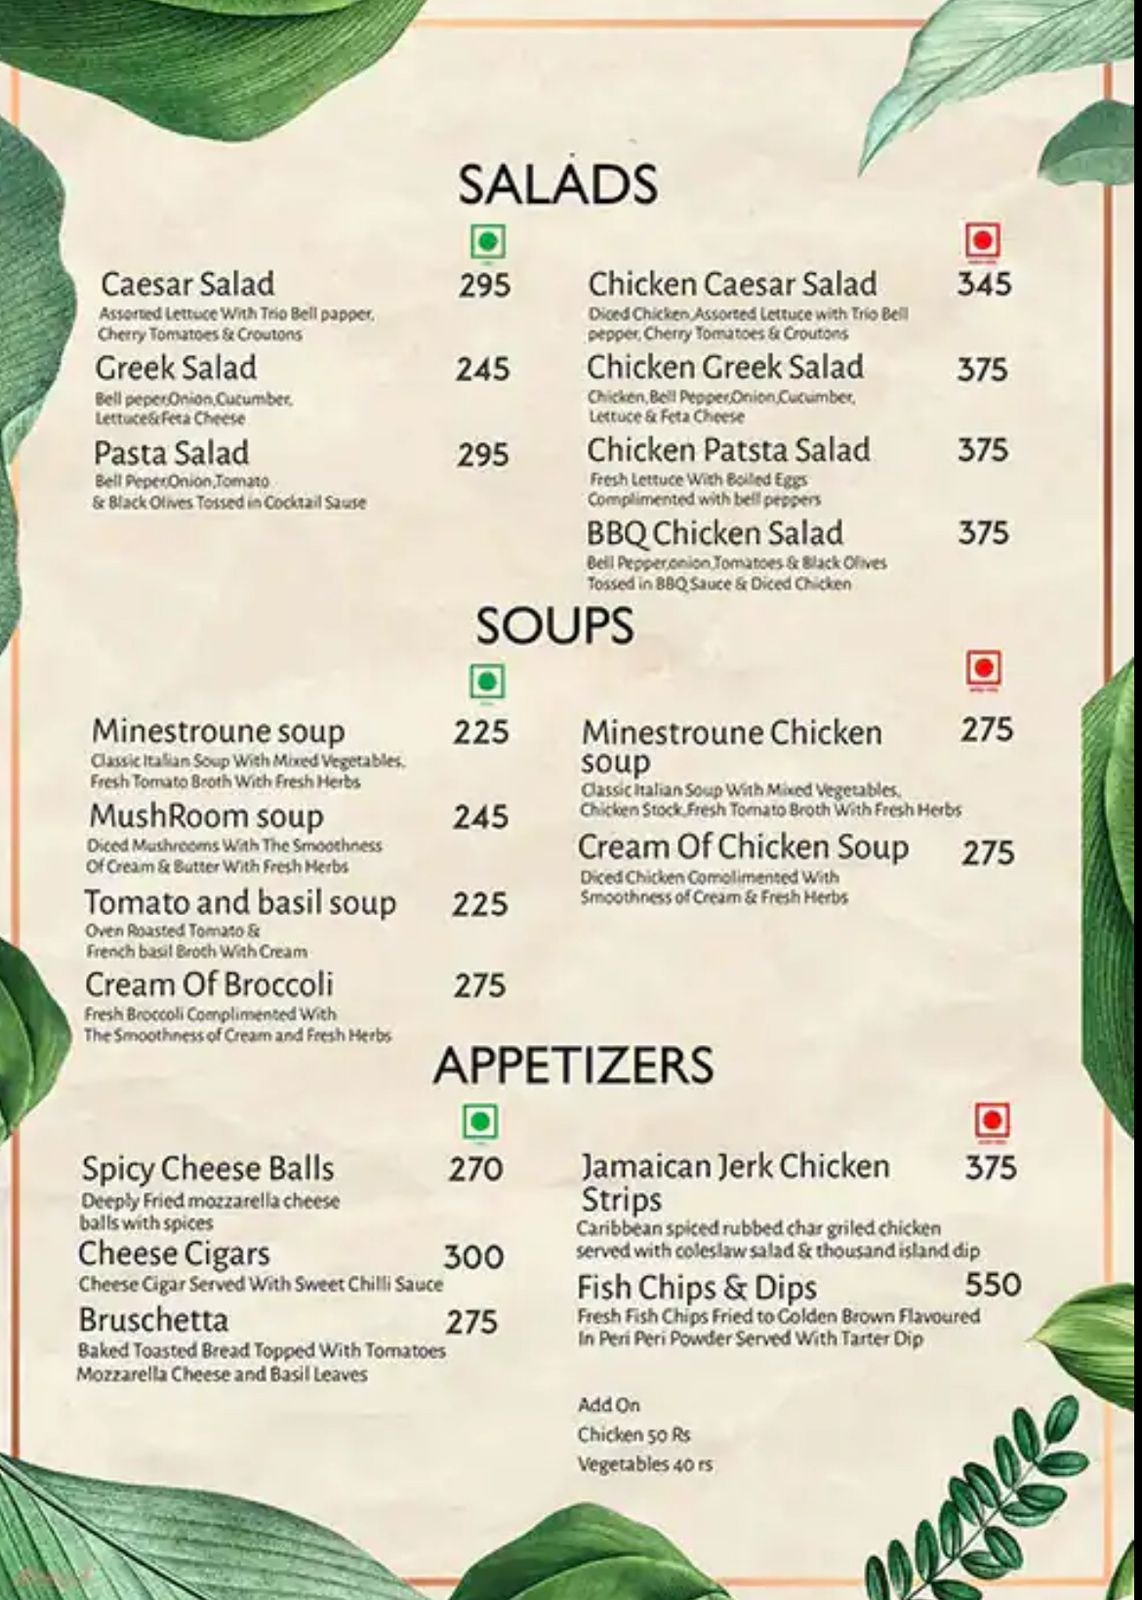 SALADS
Caesar Salad 295
Assorted Lettuce With Trio Bell papper,
Cherry Tomatoes & Croutons
Greek Salad 245
Bell peper,Onion,Cucumber,
Lettuce&Feta Cheese
Pasta Salad 295
Bell Peper,Onion,Tomato
& Black Olives Tossed in Cocktail Sause
Chicken Caesar Salad 345
Diced Chicken,Assorted Lettuce with Trio Bell
pepper, Cherry Tomatoes & Croutons
Chicken Greek Salad 375
Chicken,Bell Pepper,Onion,Cucumber,
Lettuce & Feta Cheese
Chicken Patsta Salad 375
Fresh Lettuce With Boiled Eggs
Complimented with bell peppers
BBQ Chicken Salad 375
Bell Pepper,onion,Tomatoes & Black Olives
Tossed in BBQ Sauce & Diced Chicken
SOUPS
Minestroune soup 225
Classic Italian Soup With Mixed Vegetables,
Fresh Tomato Broth With Fresh Herbs
MushRoom soup 245
Diced Mushrooms With The Smoothness
Of Cream & Butter With Fresh Herbs
Tomato and basil soup 225
Oven Roasted Tomato &
French basil Broth With Cream
Cream Of Broccoli 275
Fresh Broccoli Complimented With
The Smoothness of Cream and Fresh Herbs
Minestroune Chicken 275
soup
Classic Italian Soup With Mixed Vegetables,
Chicken Stock,Fresh Tomato Broth With Fresh Herbs
Cream Of Chicken Soup 275
Diced Chicken Comolimented With
Smoothness of Cream & Fresh Herbs
APPETIZERS
Spicy Cheese Balls 270
Deeply Fried mozzarella cheese
balls with spices
Cheese Cigars 300
Cheese Cigar Served With Sweet Chilli Sauce
Bruschetta 275
Baked Toasted Bread Topped With Tomatoes
Mozzarella Cheese and Basil Leaves
Jamaican Jerk Chicken 375
Strips
Caribbean spiced rubbed char griled chicken
served with coleslaw salad & thousand island dip
Fish Chips & Dips 550
Fresh Fish Chips Fried to Golden Brown Flavoured
In Peri Peri Powder Served With Tarter Dip
Add On
Chicken 50 Rs
Vegetables 40 rs